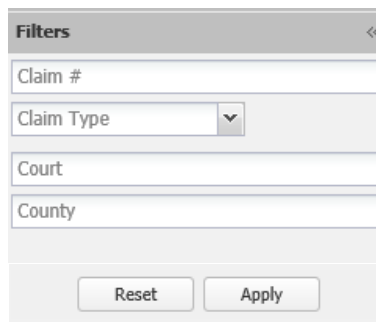 Filters «
Claim #
Claim Type
Court
County
Reset Apply